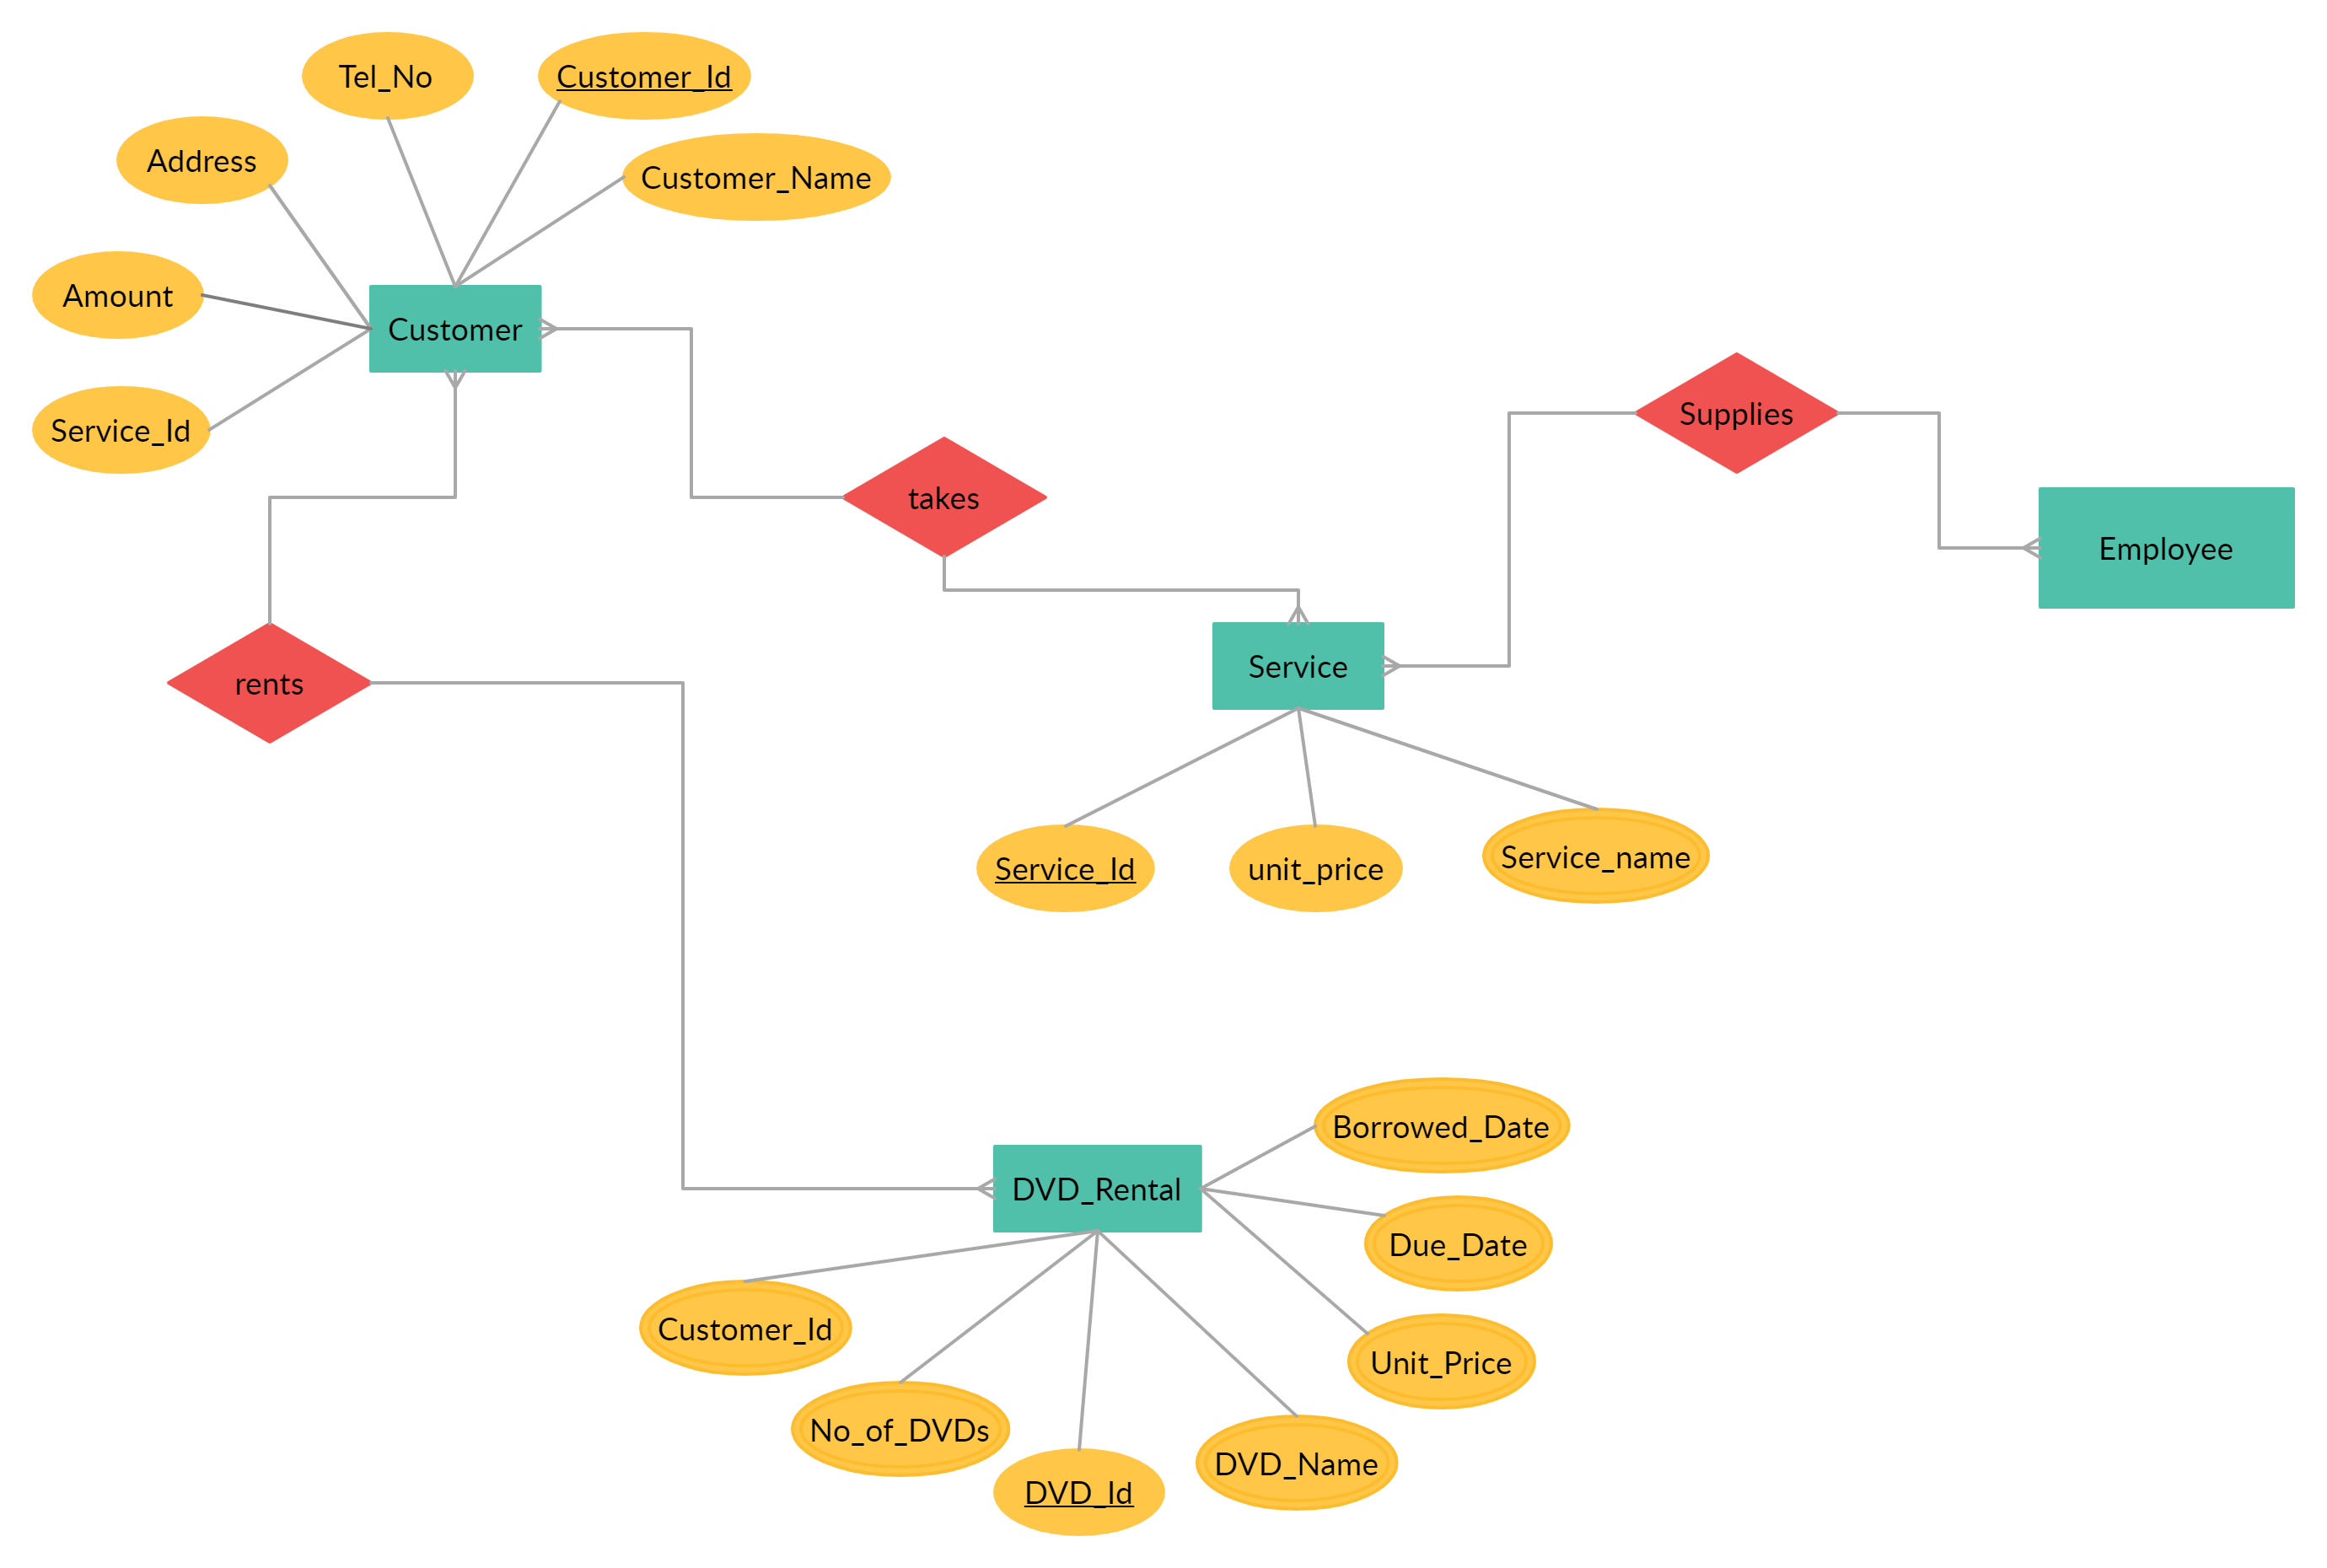 Tel_No
Customer_Id
Address
Customer_Name
Amount
Customer
Service_Id
Supplies
takes
Employee
Service
rents
Service_Id
unit_price
Service_name
Borrowed_Date
DVD_Rental
Due_Date
Customer_Id
Unit_Price
No_of_DVDs
DVD_Name
DVD_Id